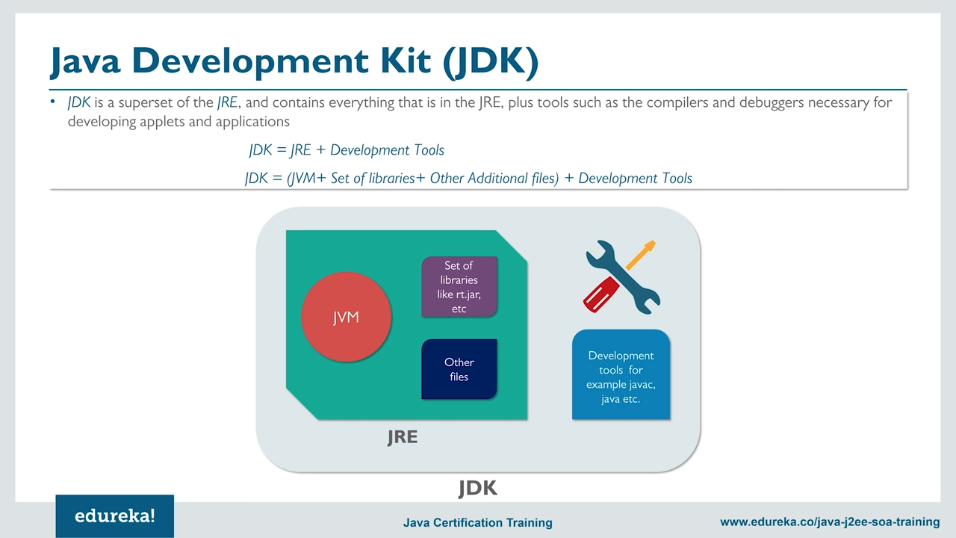 Java Development Kit (JDK)
• JDK is a superset of the JRE, and contains everything that is in the JRE, plus tools such as the compilers and debuggers necessary for
developing applets and applications
JDK = JRE + Development Tools
JDK = (JVM+ Set of libraries+ Other Additional files) + Development Tools
JVM
Set of
libraries
like rt.jar,
etc
Other
files
Development
tools for
example javac,
java etc.
JRE
JDK
edureka!
Java Certification Training
www.edureka.co/java-j2ee-soa-training